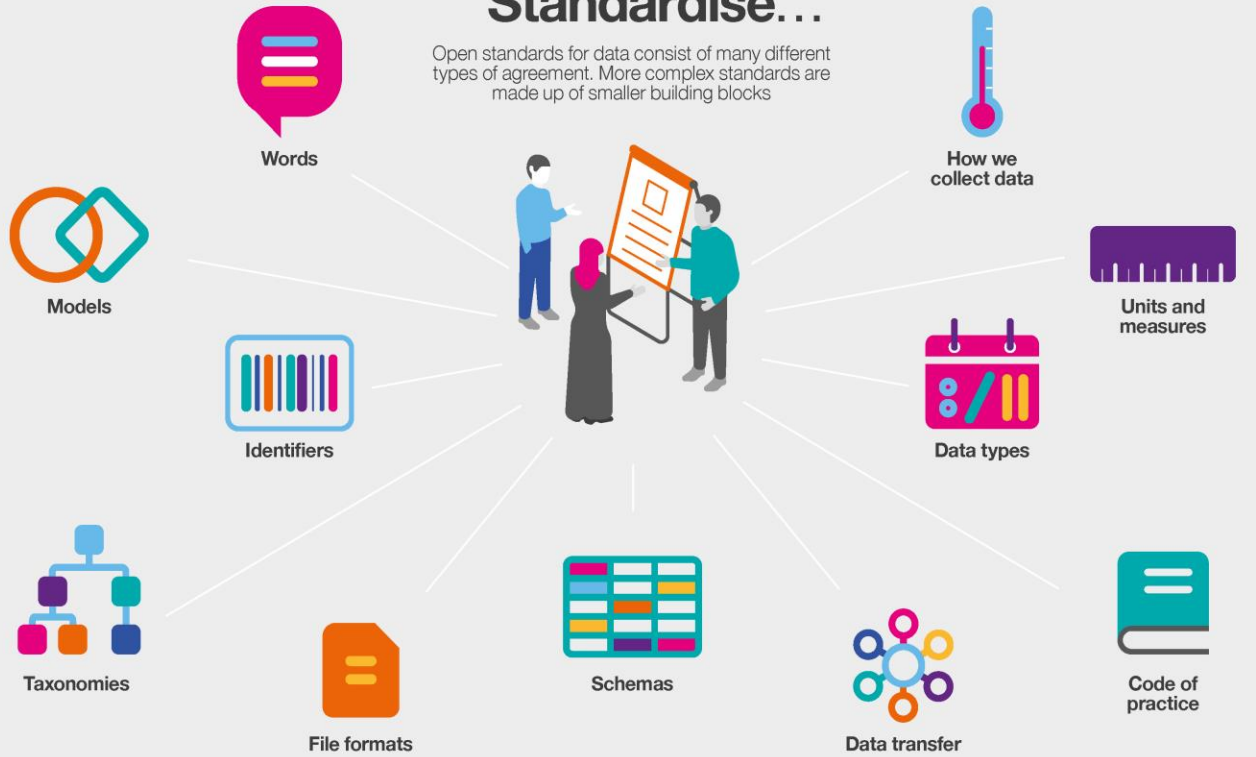 Standardise...
Open standards for data consist of many different
types of agreement. More complex standards are
made up of smaller building blocks
Words
How we
collect data
Models
Units and
measures
Identifiers
Data types
Taxonomies
File formats
Schemas
Data transfer
Code of
practice